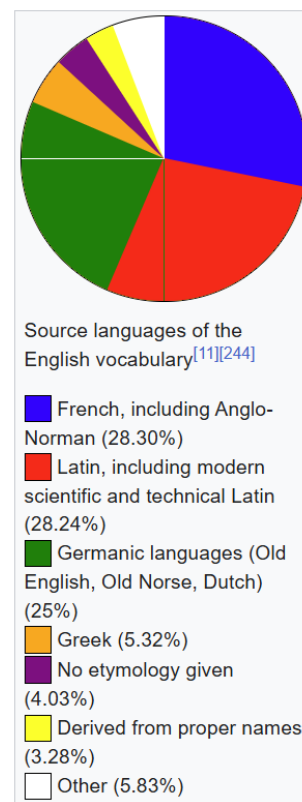 Source languages of the
English vocabulary[11][244]
French, including Anglo-
Norman (28.30%)
Latin, including modern
scientific and technical Latin
(28.24%)
Germanic languages (Old
English, Old Norse, Dutch)
(25%)
Greek (5.32%)
No etymology given
(4.03%)
Derived from proper names
(3.28%)
Other (5.83%)